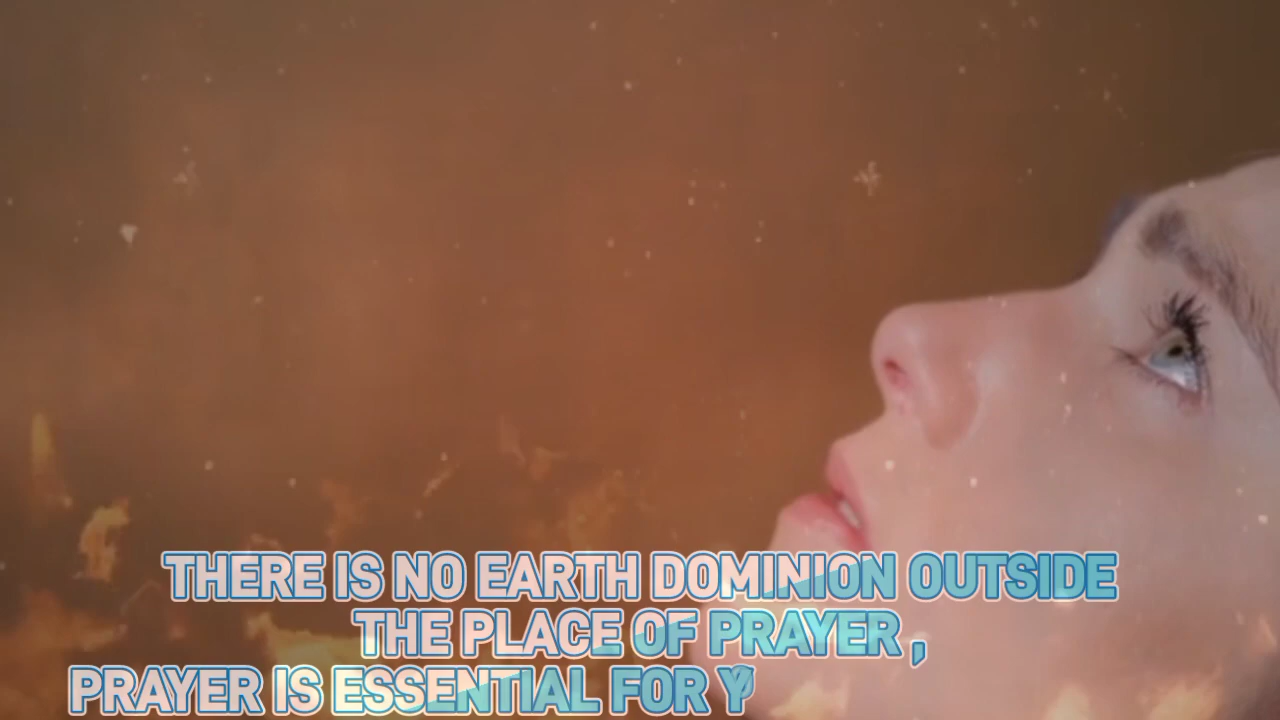 THERE IS NO EARTH DOMINION OUTSIDE
THE PLACE OF PRAYER ,
PRAYER IS ESSENTIAL FOR Y